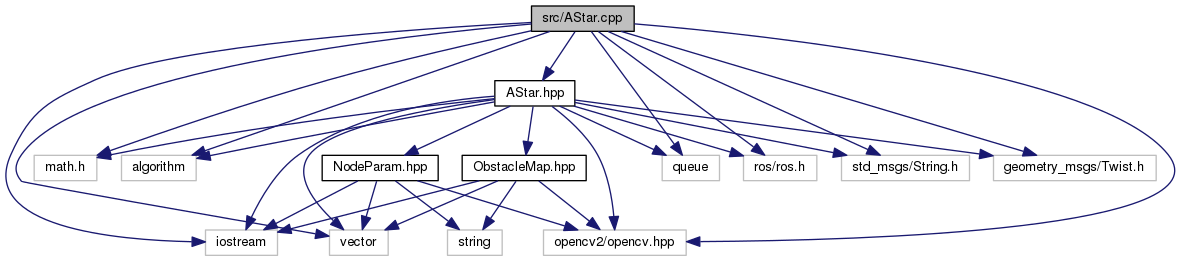 src/AStar.cpp
AStar.hpp
math.h
algorithm
NodeParam.hpp
ObstacleMap.hpp
queue
ros/ros.h
std_msgs/String.h
geometry_msgs/Twist.h
iostream
vector
string
opencv2/opencv.hpp